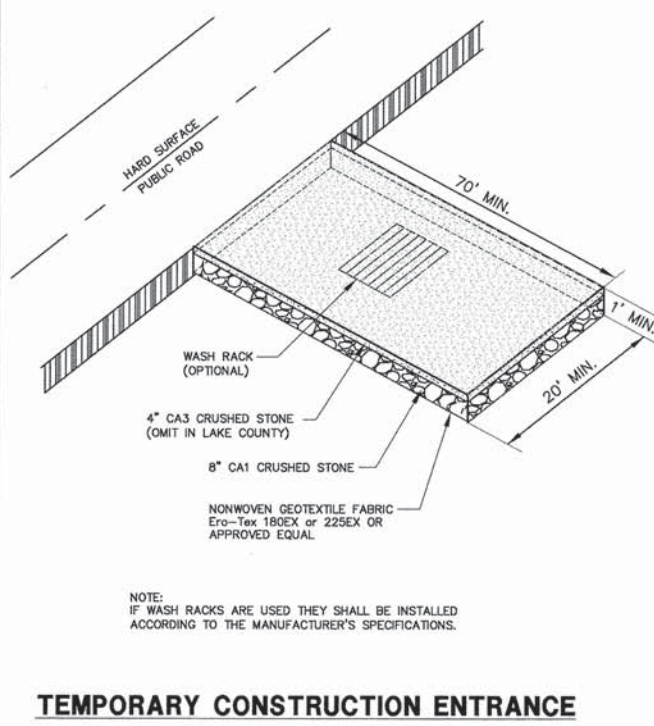 HARD SURFACE
PUBLIC ROAD
70' MIN.
1' MIN.
20' MIN.
WASH RACK
(OPTIONAL)
4" CA3 CRUSHED STONE
(OMIT IN LAKE COUNTY)
8" CA1 CRUSHED STONE
NONWOVEN GEOTEXTILE FABRIC
Ero-Tex 180EX or 225EX OR
APPROVED EQUAL
NOTE:
IF WASH RACKS ARE USED THEY SHALL BE INSTALLED
ACCORDING TO THE MANUFACTURER'S SPECIFICATIONS.
TEMPORARY CONSTRUCTION ENTRANCE